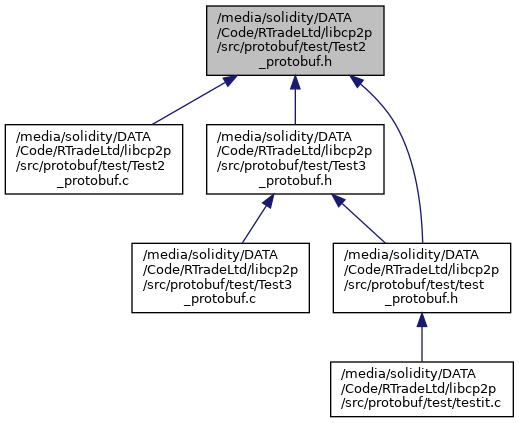 /media/solidity/DATA
/Code/RTradeLtd/libcp2p
/src/protobuf/test/Test2
_protobuf.h
/media/solidity/DATA
/Code/RTradeLtd/libcp2p
/src/protobuf/test/Test2
_protobuf.c
/media/solidity/DATA
/Code/RTradeLtd/libcp2p
/src/protobuf/test/Test3
_protobuf.h
/media/solidity/DATA
/Code/RTradeLtd/libcp2p
/src/protobuf/test/Test3
_protobuf.c
/media/solidity/DATA
/Code/RTradeLtd/libcp2p
/src/protobuf/test/test
_protobuf.h
/media/solidity/DATA
/Code/RTradeLtd/libcp2p
/src/protobuf/test/testit.c